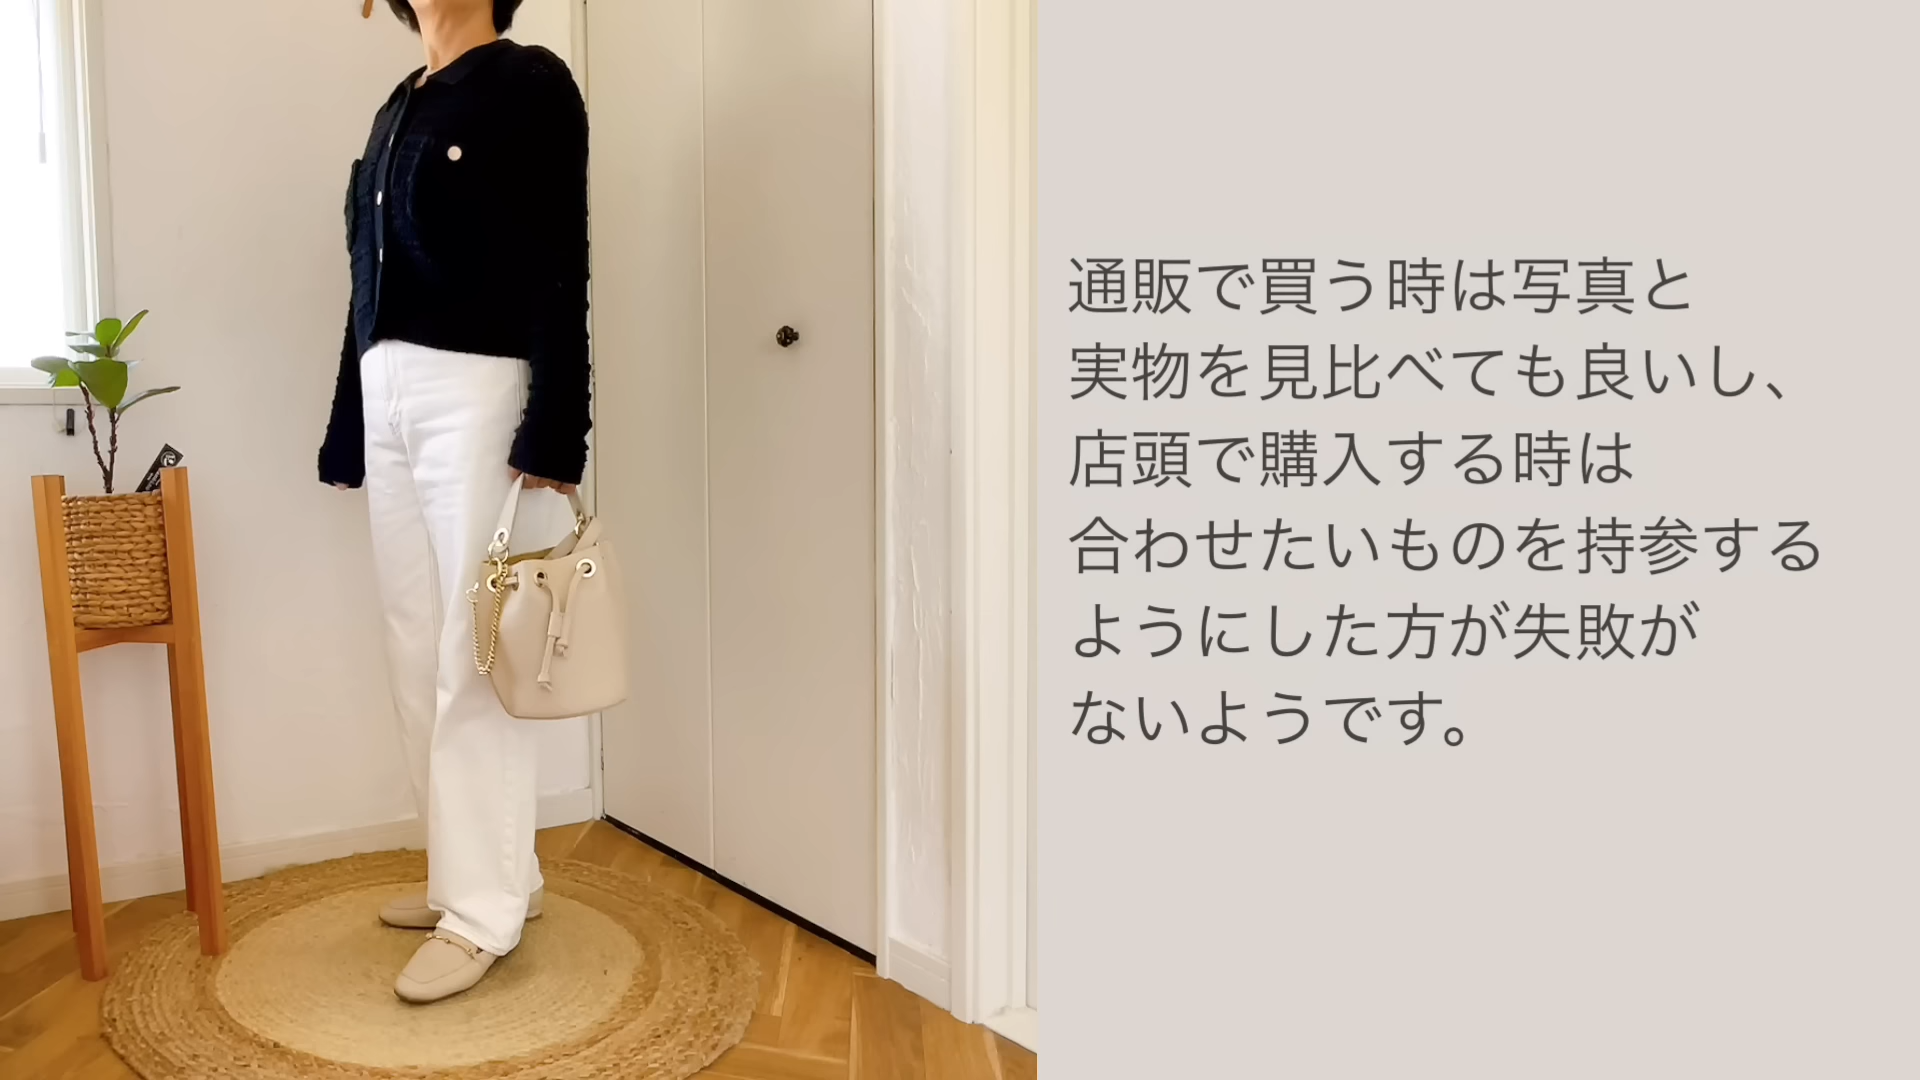 通販で買う時は写真と
実物を見比べても良いし、
店頭で購入する時は
合わせたいものを持参する
ようにした方が失敗が
ないようです。